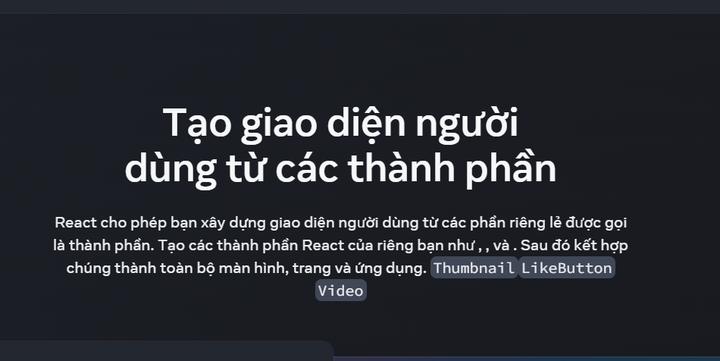 Tạo giao diện người
dùng từ các thành phần
React cho phép bạn xây dựng giao diện người dùng từ các phần riêng lẻ được gọi
là thành phần. Tạo các thành phần React của riêng bạn như , , và . Sau đó kết hợp
chúng thành toàn bộ màn hình, trang và ứng dụng. Thumbnail LikeButton
Video